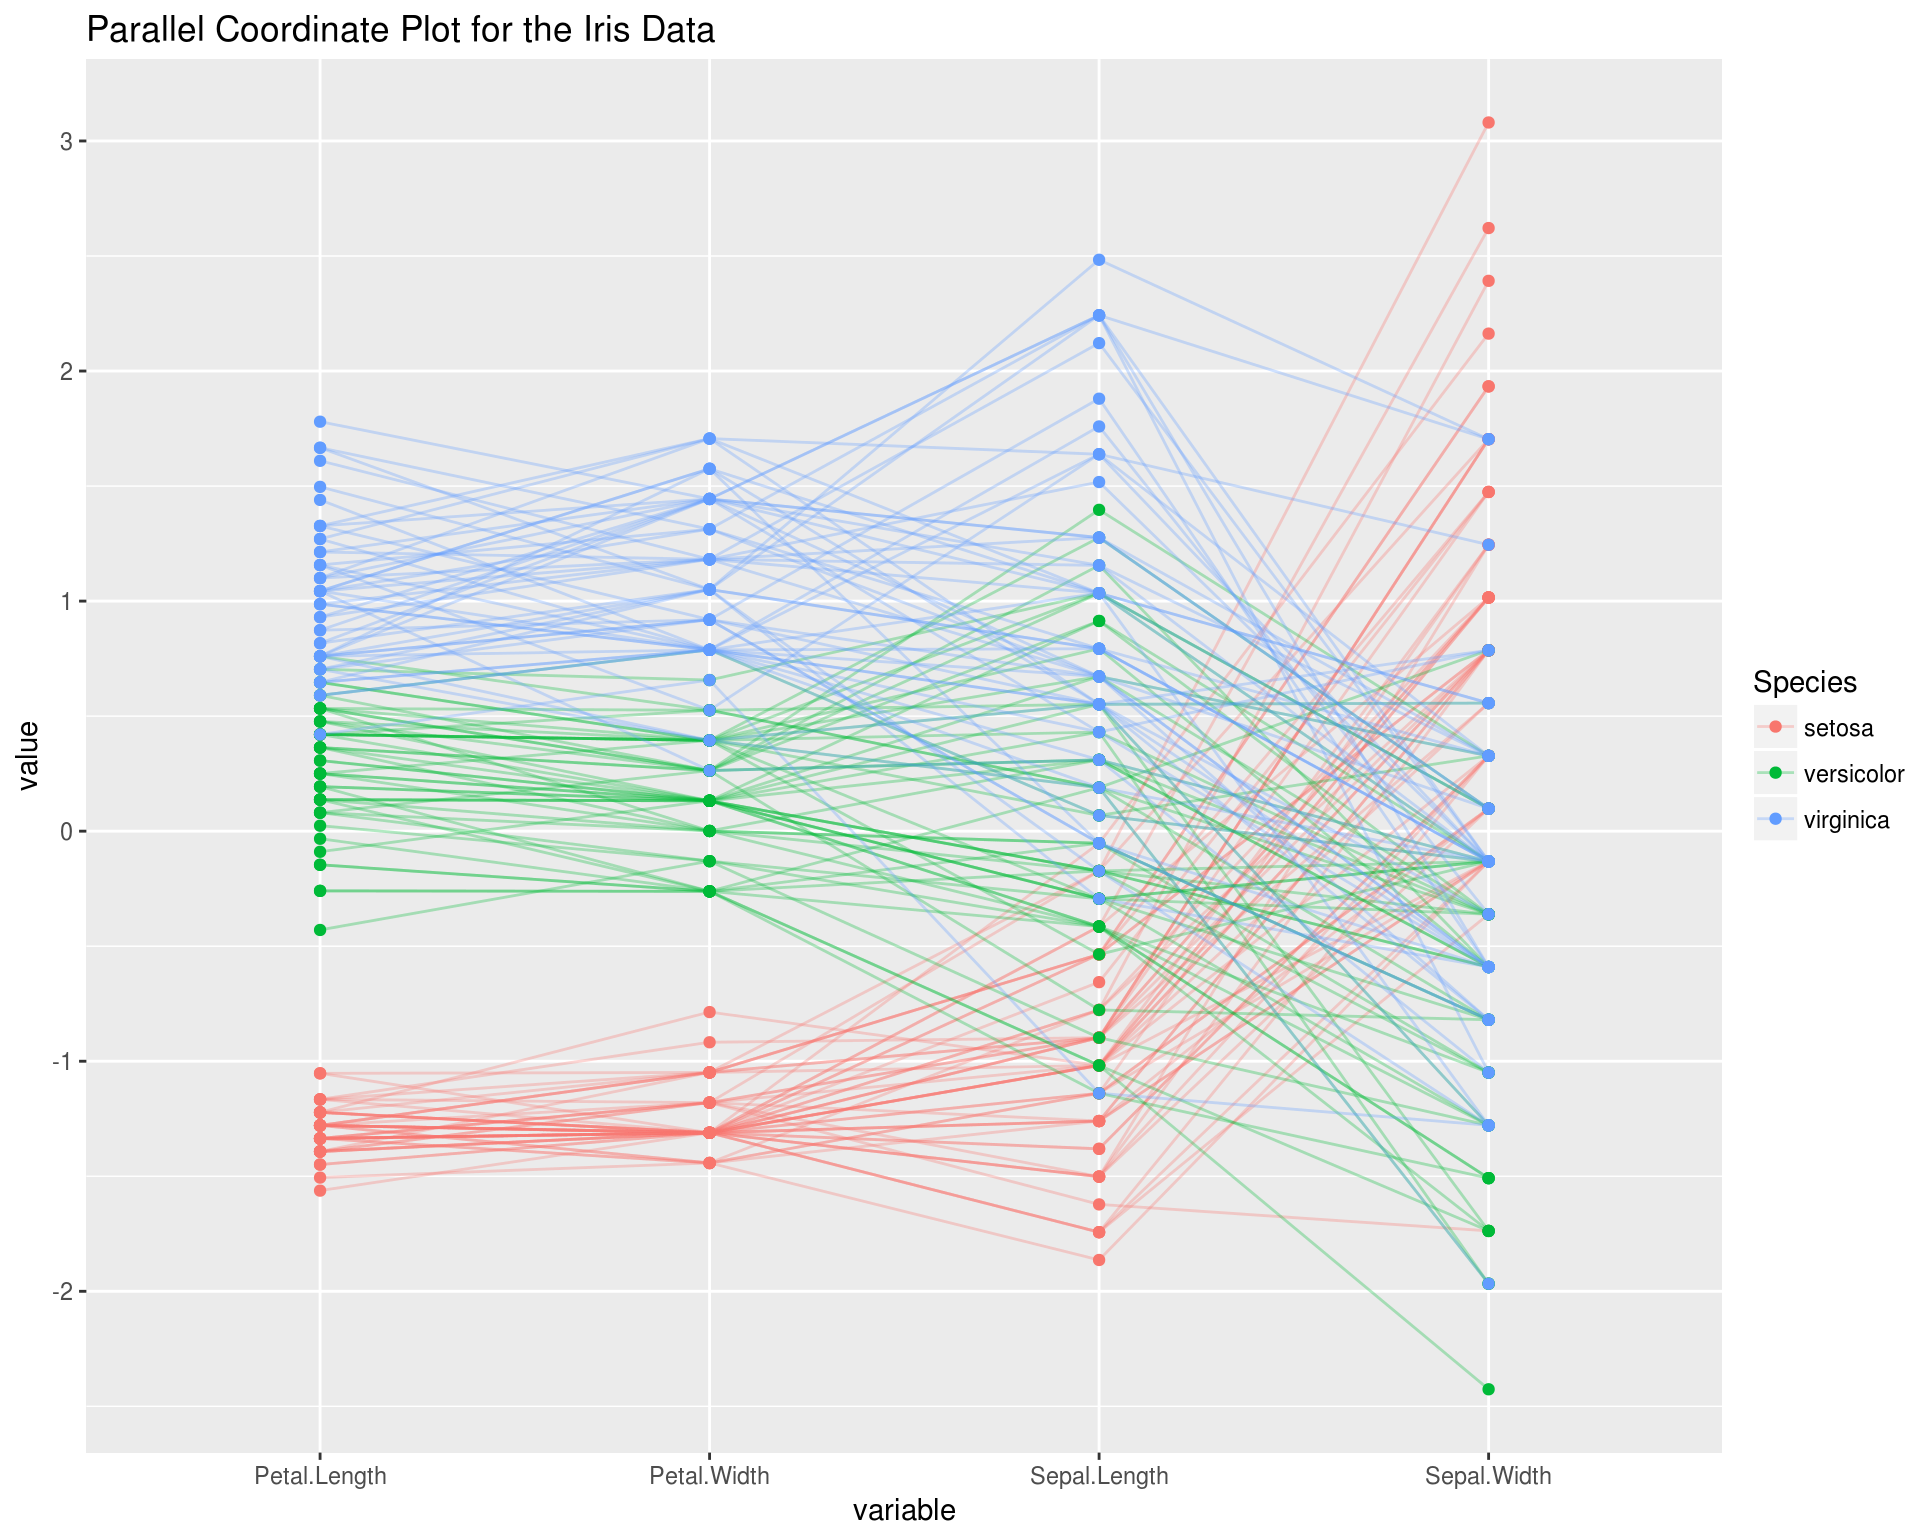 Parallel Coordinate Plot for the Iris Data
value
3
2
1
0
-1
-2
Petal.Length
Petal.Width
Sepal.Length
Sepal.Width
variable
Species
setosa
versicolor
virginica